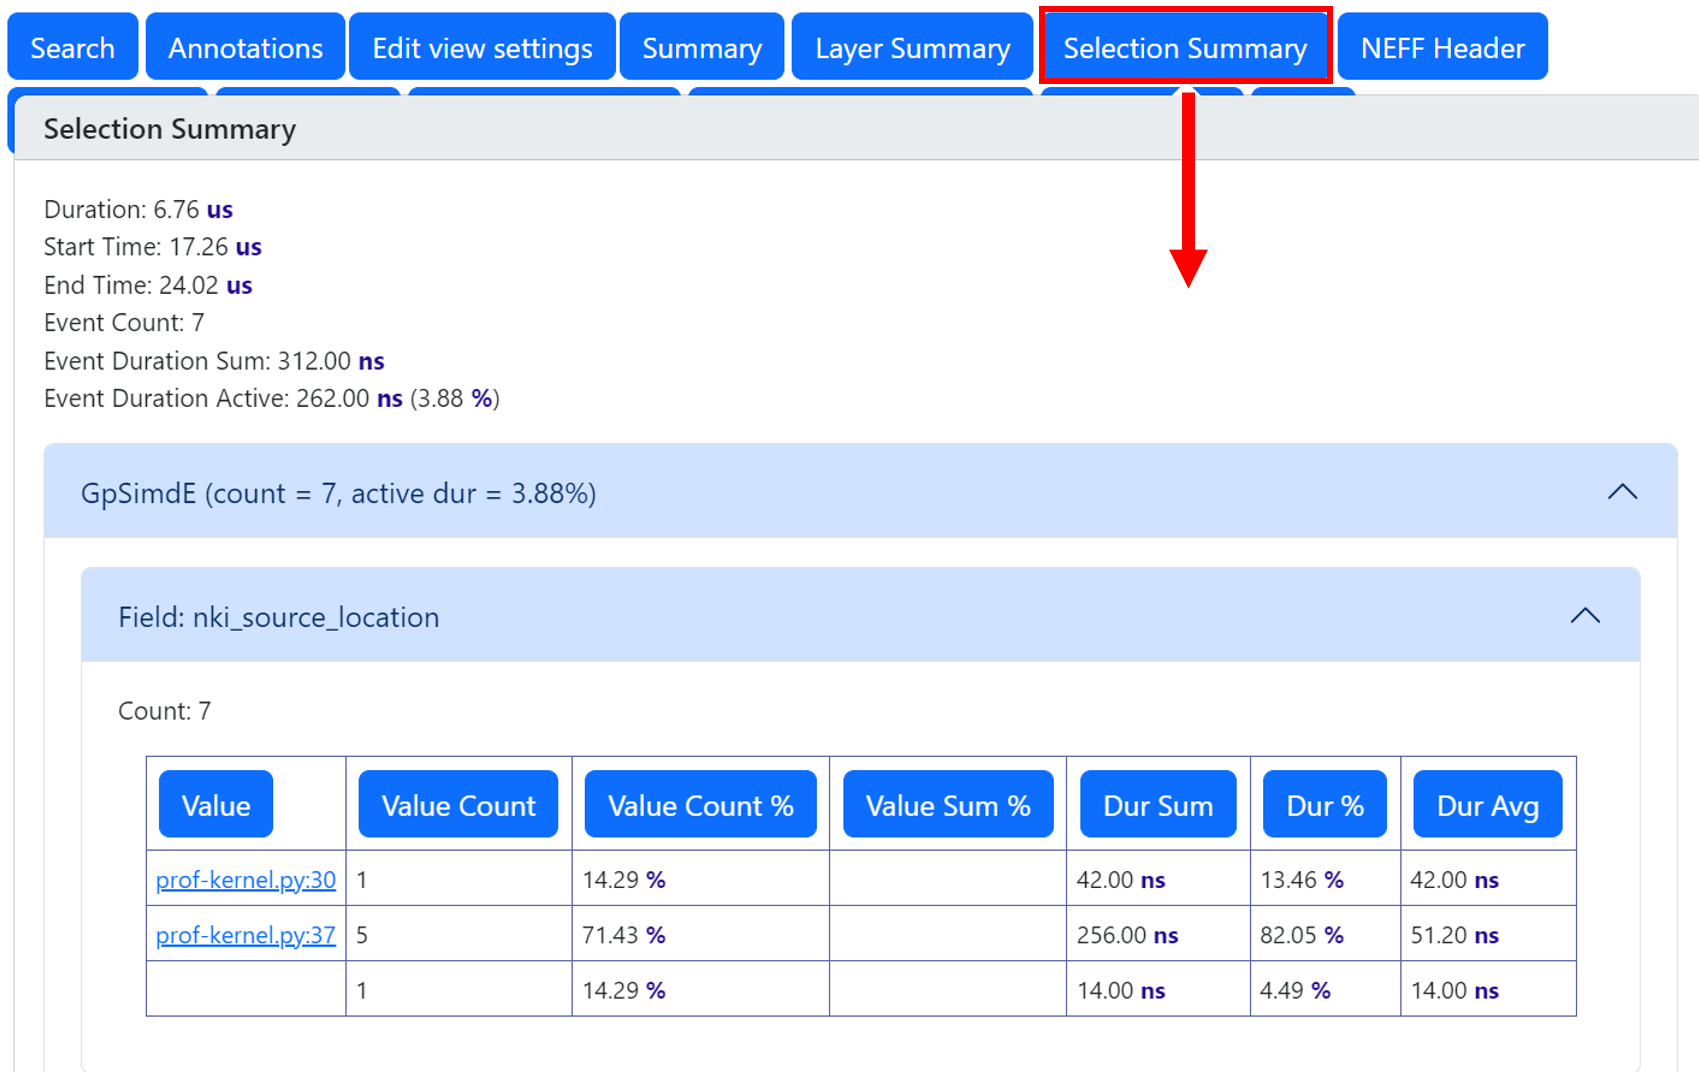 Search Annotations Edit view settings Summary Layer Summary Selection Summary NEFF Header
Selection Summary
Duration: 6.76 us
Start Time: 17.26 us
End Time: 24.02 us
Event Count: 7
Event Duration Sum: 312.00 ns
Event Duration Active: 262.00 ns (3.88 %)
GpSimdE (count = 7, active dur = 3.88%)
Field: nki_source_location
Count: 7
Value Value Count Value Count % Value Sum % Dur Sum Dur % Dur Avg
prof-kernel.py:30 1 14.29 % 42.00 ns 13.46 % 42.00 ns
prof-kernel.py:37 5 71.43 % 256.00 ns 82.05 % 51.20 ns
1 14.29 % 14.00 ns 4.49 % 14.00 ns